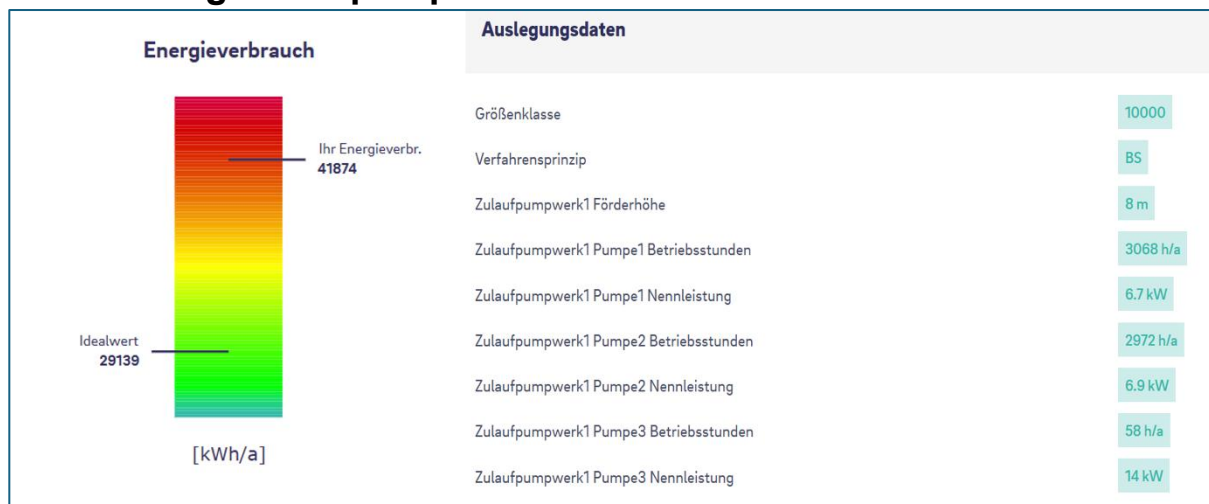 Energieverbrauch
Ihr Energieverbr.
41874
Idealwert
29139
[kWh/a]
Auslegungsdaten
Größenklasse 10000
Verfahrensprinzip BS
Zulaufpumpwerk1 Förderhöhe 8 m
Zulaufpumpwerk1 Pumpe1 Betriebsstunden 3068 h/a
Zulaufpumpwerk1 Pumpe1 Nennleistung 6.7 kW
Zulaufpumpwerk1 Pumpe2 Betriebsstunden 2972 h/a
Zulaufpumpwerk1 Pumpe2 Nennleistung 6.9 kW
Zulaufpumpwerk1 Pumpe3 Betriebsstunden 58 h/a
Zulaufpumpwerk1 Pumpe3 Nennleistung 14 kW